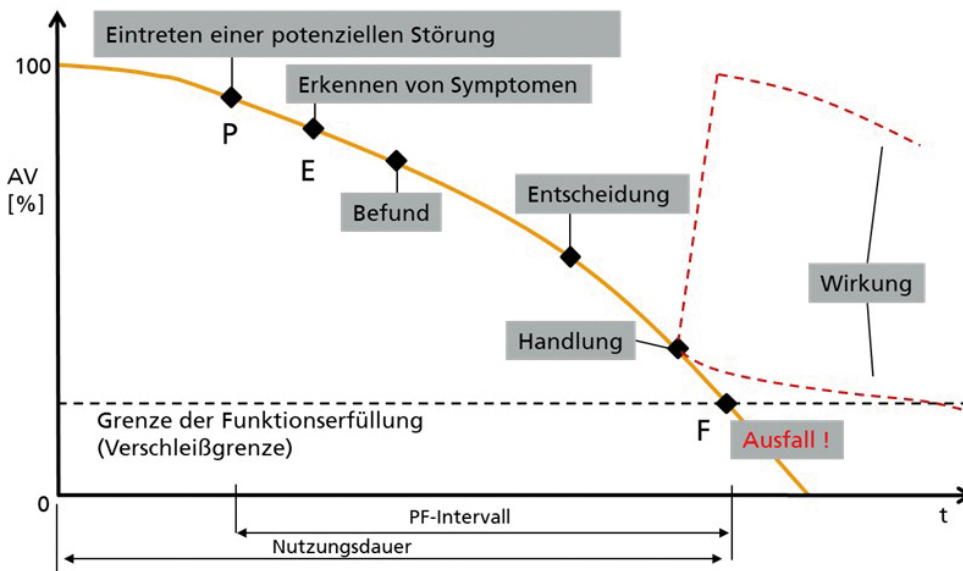 Eintreten einer potenziellen Störung
100
Erkennen von Symptomen
P
E
AV
[%]
Befund
Entscheidung
Wirkung
Handlung
Grenze der Funktionserfüllung
(Verschleißgrenze)
F
Ausfall !
0
t
PF-Intervall
Nutzungsdauer